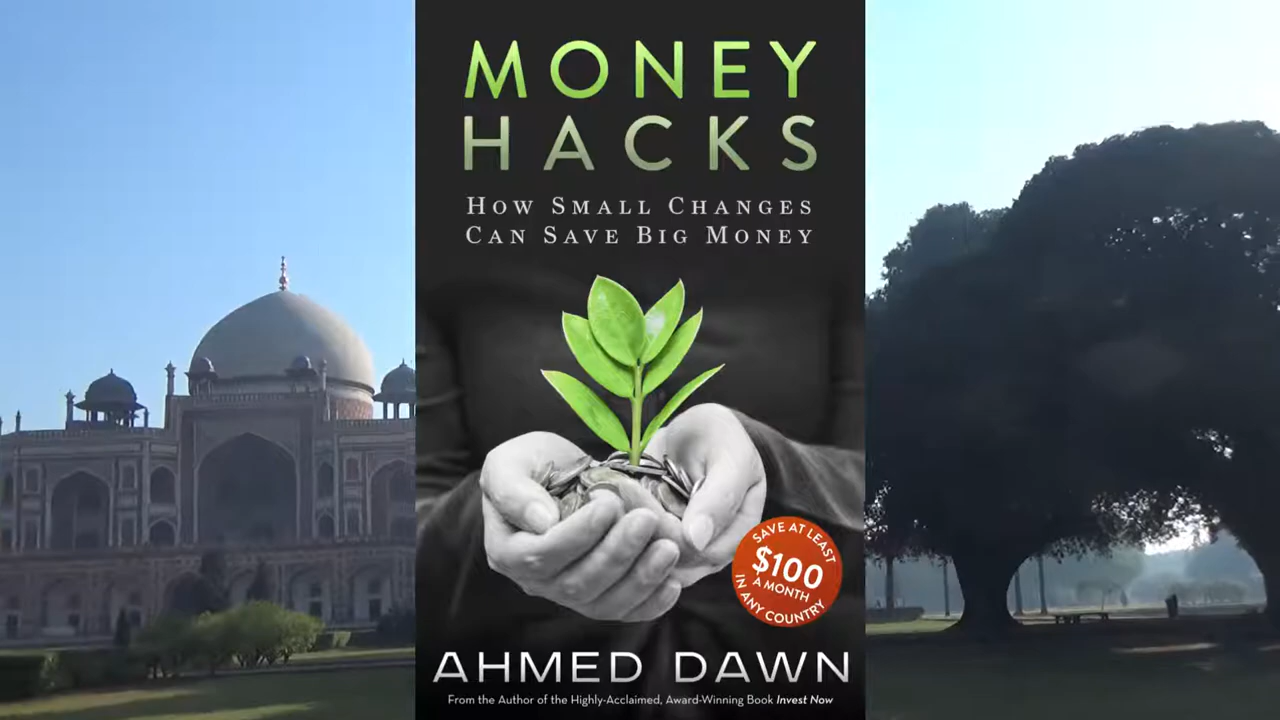 MONEY
HACKS
HOW SMALL CHANGES
CAN SAVE BIG MONEY
SAVE AT LEAST
$100
A MONTH
IN ANY COUNTRY
AHMED DAWN
From the Author of the Highly-Acclaimed, Award-Winning Book Invest Now